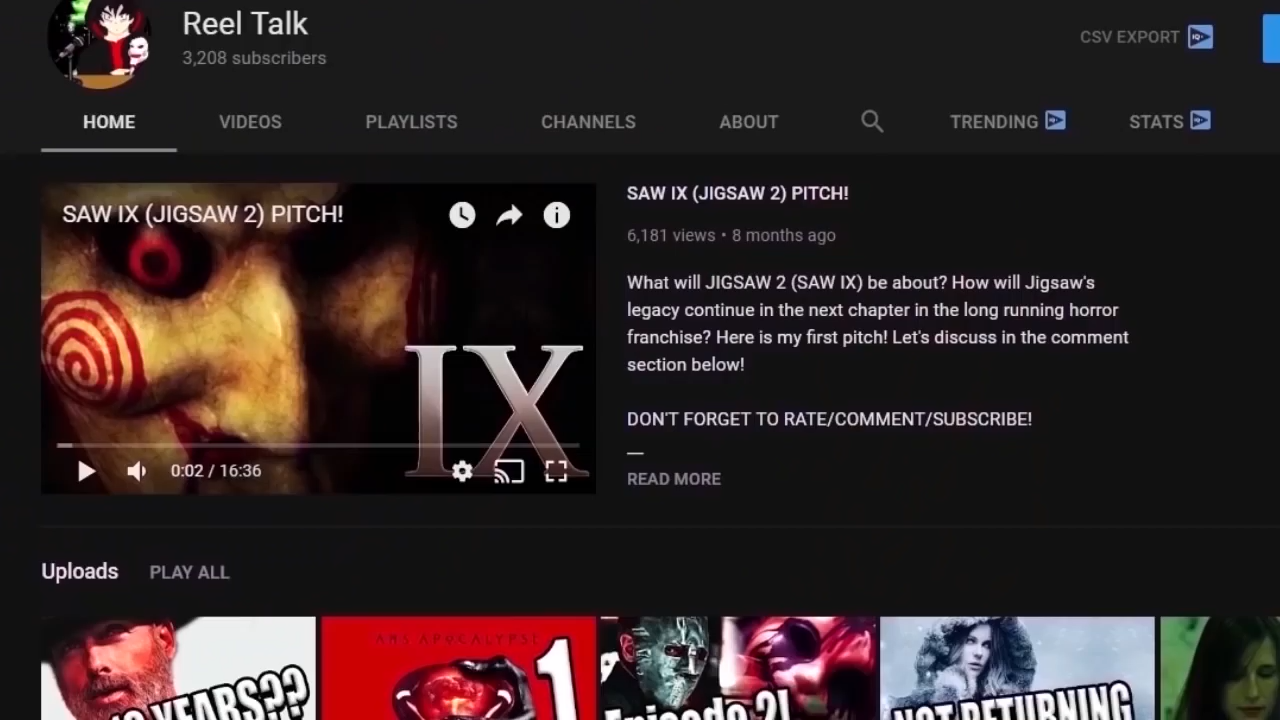 Reel Talk
3,208 subscribers
CSV EXPORT
HOME
VIDEOS
PLAYLISTS
CHANNELS
ABOUT
TRENDING
STATS
SAW IX (JIGSAW 2) PITCH!
IX
0:02 / 16:36
SAW IX (JIGSAW 2) PITCH!
6,181 views • 8 months ago
What will JIGSAW 2 (SAW IX) be about? How will Jigsaw's
legacy continue in the next chapter in the long running horror
franchise? Here is my first pitch! Let's discuss in the comment
section below!
DON'T FORGET TO RATE/COMMENT/SUBSCRIBE!
—
READ MORE
Uploads
PLAY ALL
YEARS??
AHS APOCALYPSE
1
Episode 2!
NOT RETURNING